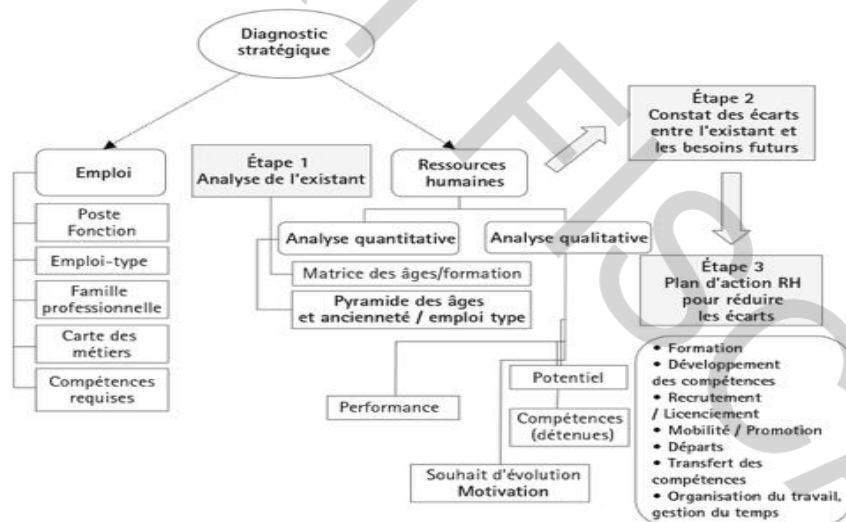 Diagnostic
stratégique
Emploi
Poste
Fonction
Emploi-type
Famille
professionnelle
Carte des
métiers
Compétences
requises
Étape 1
Analyse de l'existant
Ressources
humaines
Analyse quantitative
Analyse qualitative
Matrice des âges/formation
Pyramide des âges
et ancienneté / emploi type
Performance
Potentiel
Compétences
(détenues)
Souhait d'évolution
Motivation
Étape 2
Constat des écarts
entre l'existant et
les besoins futurs
Étape 3
Plan d'action RH
pour réduire
les écarts
• Formation
• Développement
des compétences
• Recrutement
/ Licenciement
• Mobilité / Promotion
• Départs
• Transfert des
compétences
• Organisation du travail,
gestion du temps